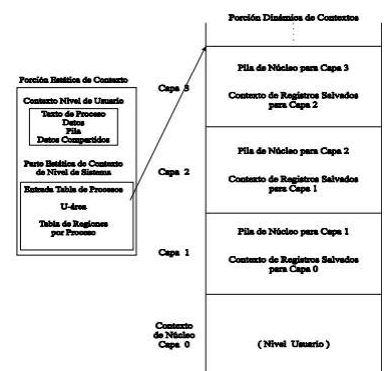 Porción Dinámica de Contextos
Porción Estática de Contexto
Contexto Nivel de Usuario
Texto de Proceso
Datos
Pila
Datos Compartidos
Parte Estática de Contexto
de Nivel de Sistema
Entrada Tabla de Procesos
U-área
Tabla de Regiones
por Proceso
Capa 3
Pila de Núcleo para Capa 3
Contexto de Registros Salvados
para Capa 2
Capa 2
Pila de Núcleo para Capa 2
Contexto de Registros Salvados
para Capa 1
Capa 1
Pila de Núcleo para Capa 1
Contexto de Registros Salvados
para Capa 0
Contexto
de Núcleo
Capa 0
( Nivel Usuario )